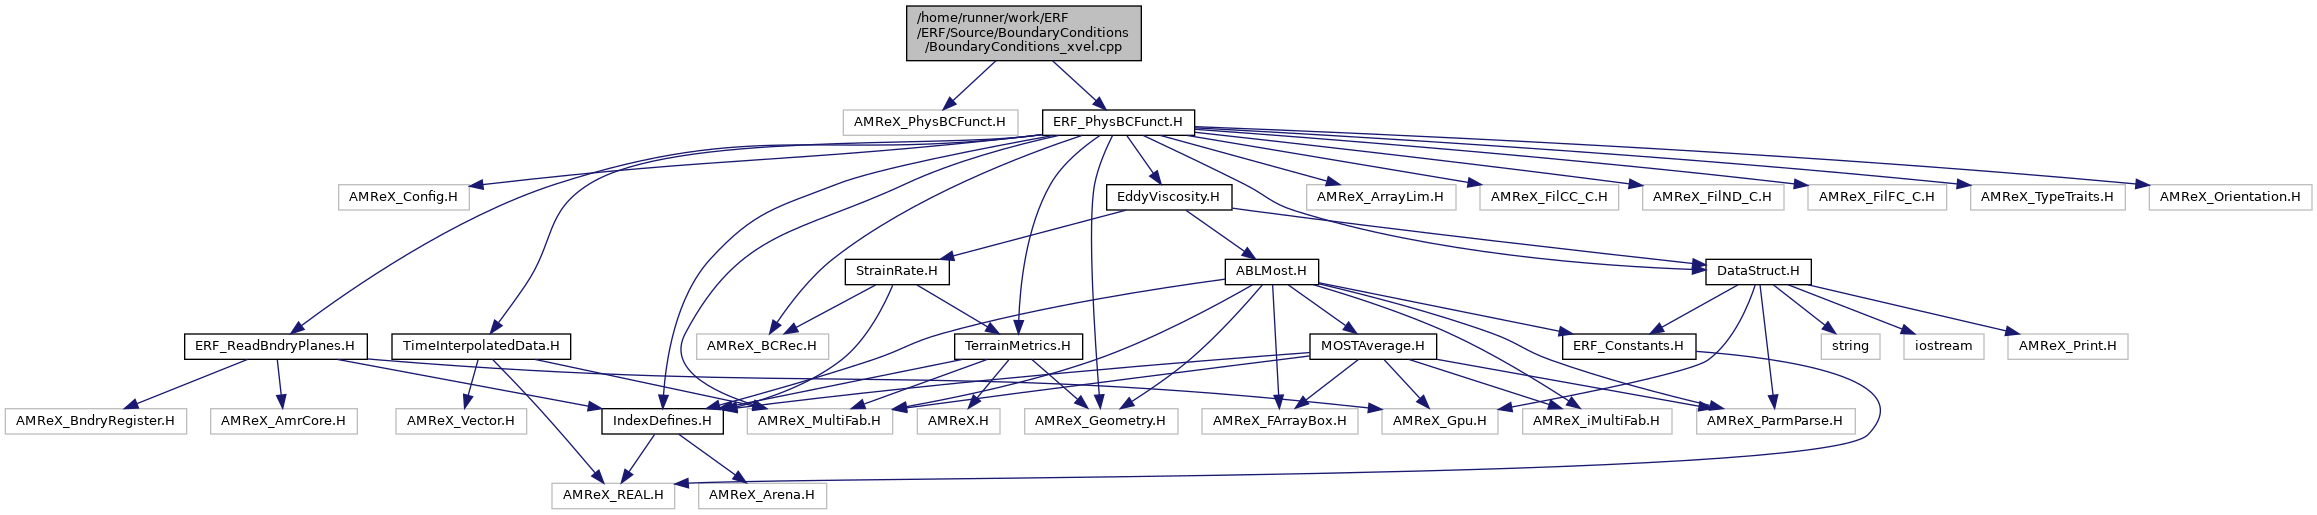 /home/runner/work/ERF
/ERF/Source/BoundaryConditions
/BoundaryConditions_xvel.cpp
AMReX_PhysBCFunct.H
ERF_PhysBCFunct.H
AMReX_Config.H
EddyViscosity.H
AMReX_ArrayLim.H
AMReX_FilCC_C.H
AMReX_FilND_C.H
AMReX_FilFC_C.H
AMReX_TypeTraits.H
AMReX_Orientation.H
StrainRate.H
ABLMost.H
DataStruct.H
ERF_ReadBndryPlanes.H
TimeInterpolatedData.H
AMReX_BCRec.H
TerrainMetrics.H
MOSTAverage.H
ERF_Constants.H
string
iostream
AMReX_Print.H
AMReX_BndryRegister.H
AMReX_AmrCore.H
AMReX_Vector.H
IndexDefines.H
AMReX_MultiFab.H
AMReX.H
AMReX_Geometry.H
AMReX_FArrayBox.H
AMReX_Gpu.H
AMReX_iMultiFab.H
AMReX_ParmParse.H
AMReX_REAL.H
AMReX_Arena.H